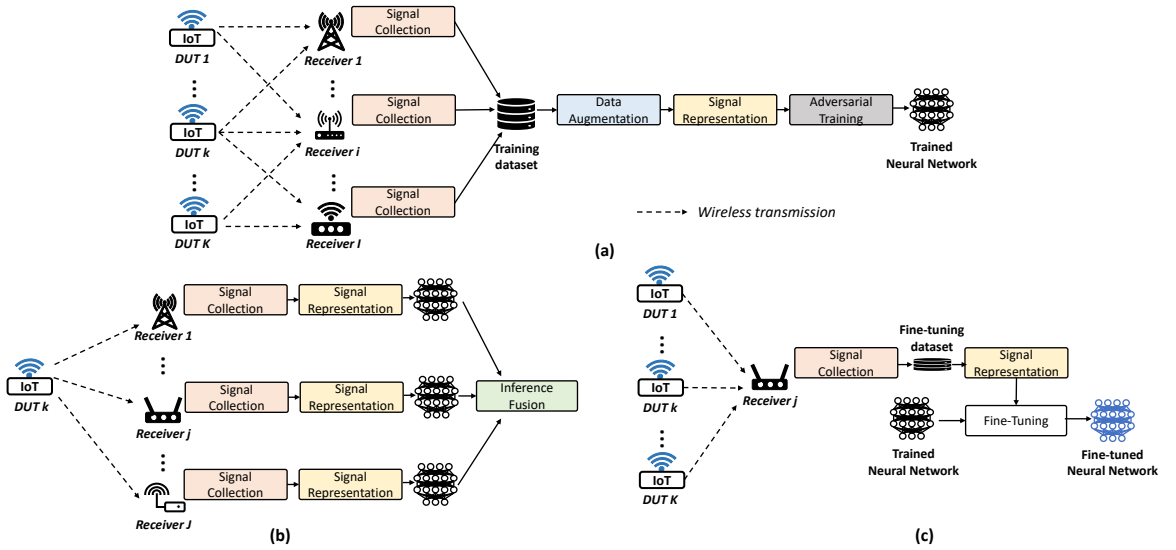 IoT
DUT 1
IoT
DUT k
IoT
DUT K
Receiver 1
Receiver i
Receiver I
Signal
Collection
Signal
Collection
Signal
Collection
Training
dataset
Data
Augmentation
Signal
Representation
Adversarial
Training
Trained
Neural Network
Wireless transmission
(a)
IoT
DUT k
Receiver 1
Receiver j
Receiver J
Signal
Collection
Signal
Representation
Signal
Collection
Signal
Representation
Signal
Collection
Signal
Representation
Inference
Fusion
(b)
IoT
DUT 1
IoT
DUT k
IoT
DUT K
Receiver j
Signal
Collection
Fine-tuning
dataset
Signal
Representation
Trained
Neural Network
Fine-Tuning
Fine-tuned
Neural Network
(c)